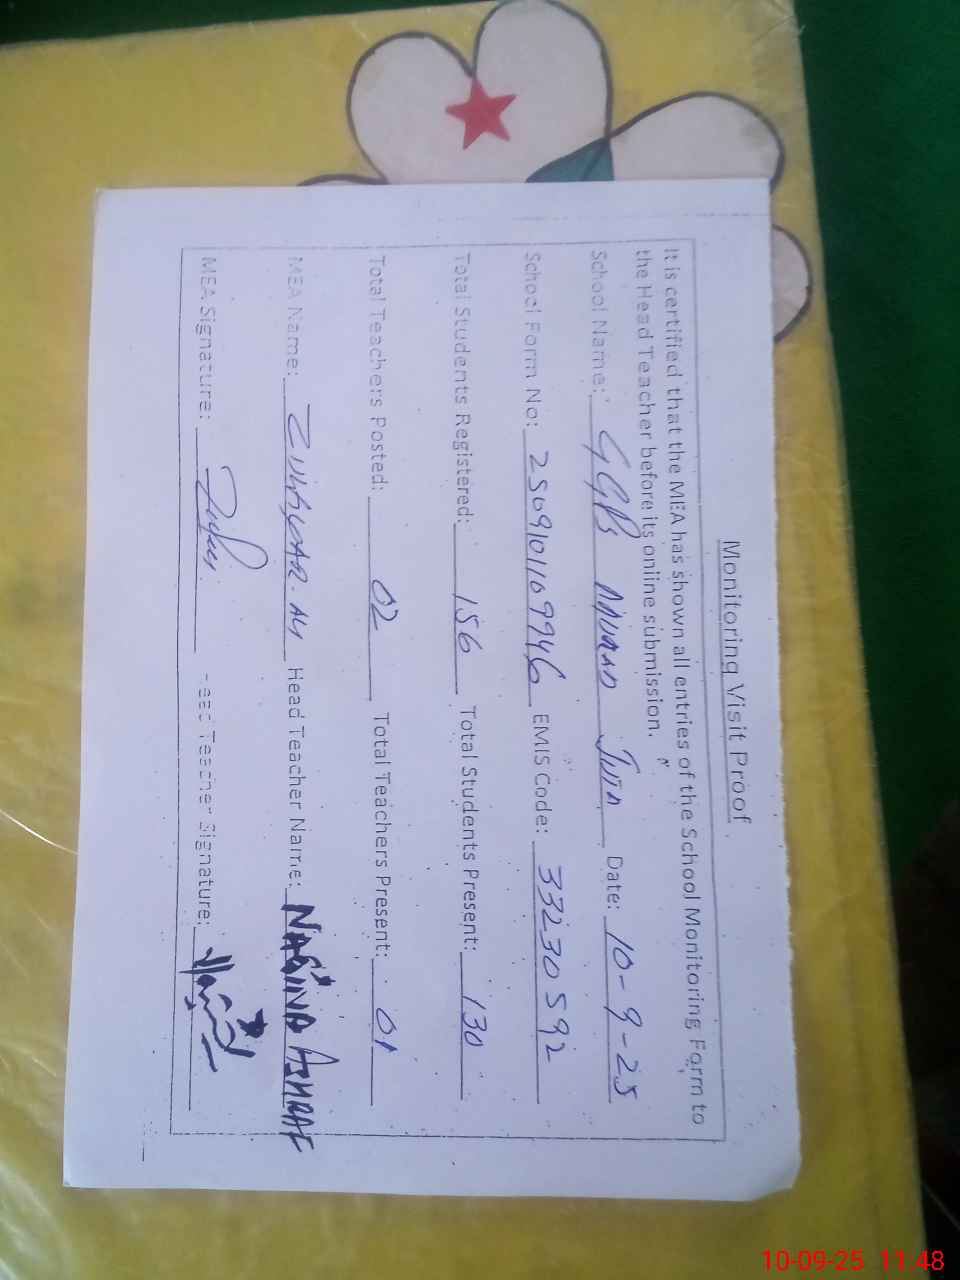 Monitoring Visit Proof
It is certified that the MEA has shown all entries of the School Monitoring Form to
the Head Teacher before its online submission.
School Name: GGPS Date: 10-9-25
School Form No: 2509101109946 EMIS Code: 33230592
Total Students Registered: 156 Total Students Present: 130
Total Teachers Posted: 02 Total Teachers Present: 01
MEA Name: ZULFIQAR. ALI Head Teacher Name: NAGINA ASHRAF
MEA Signature: Head Teacher Signature:
10-09-25 11:48